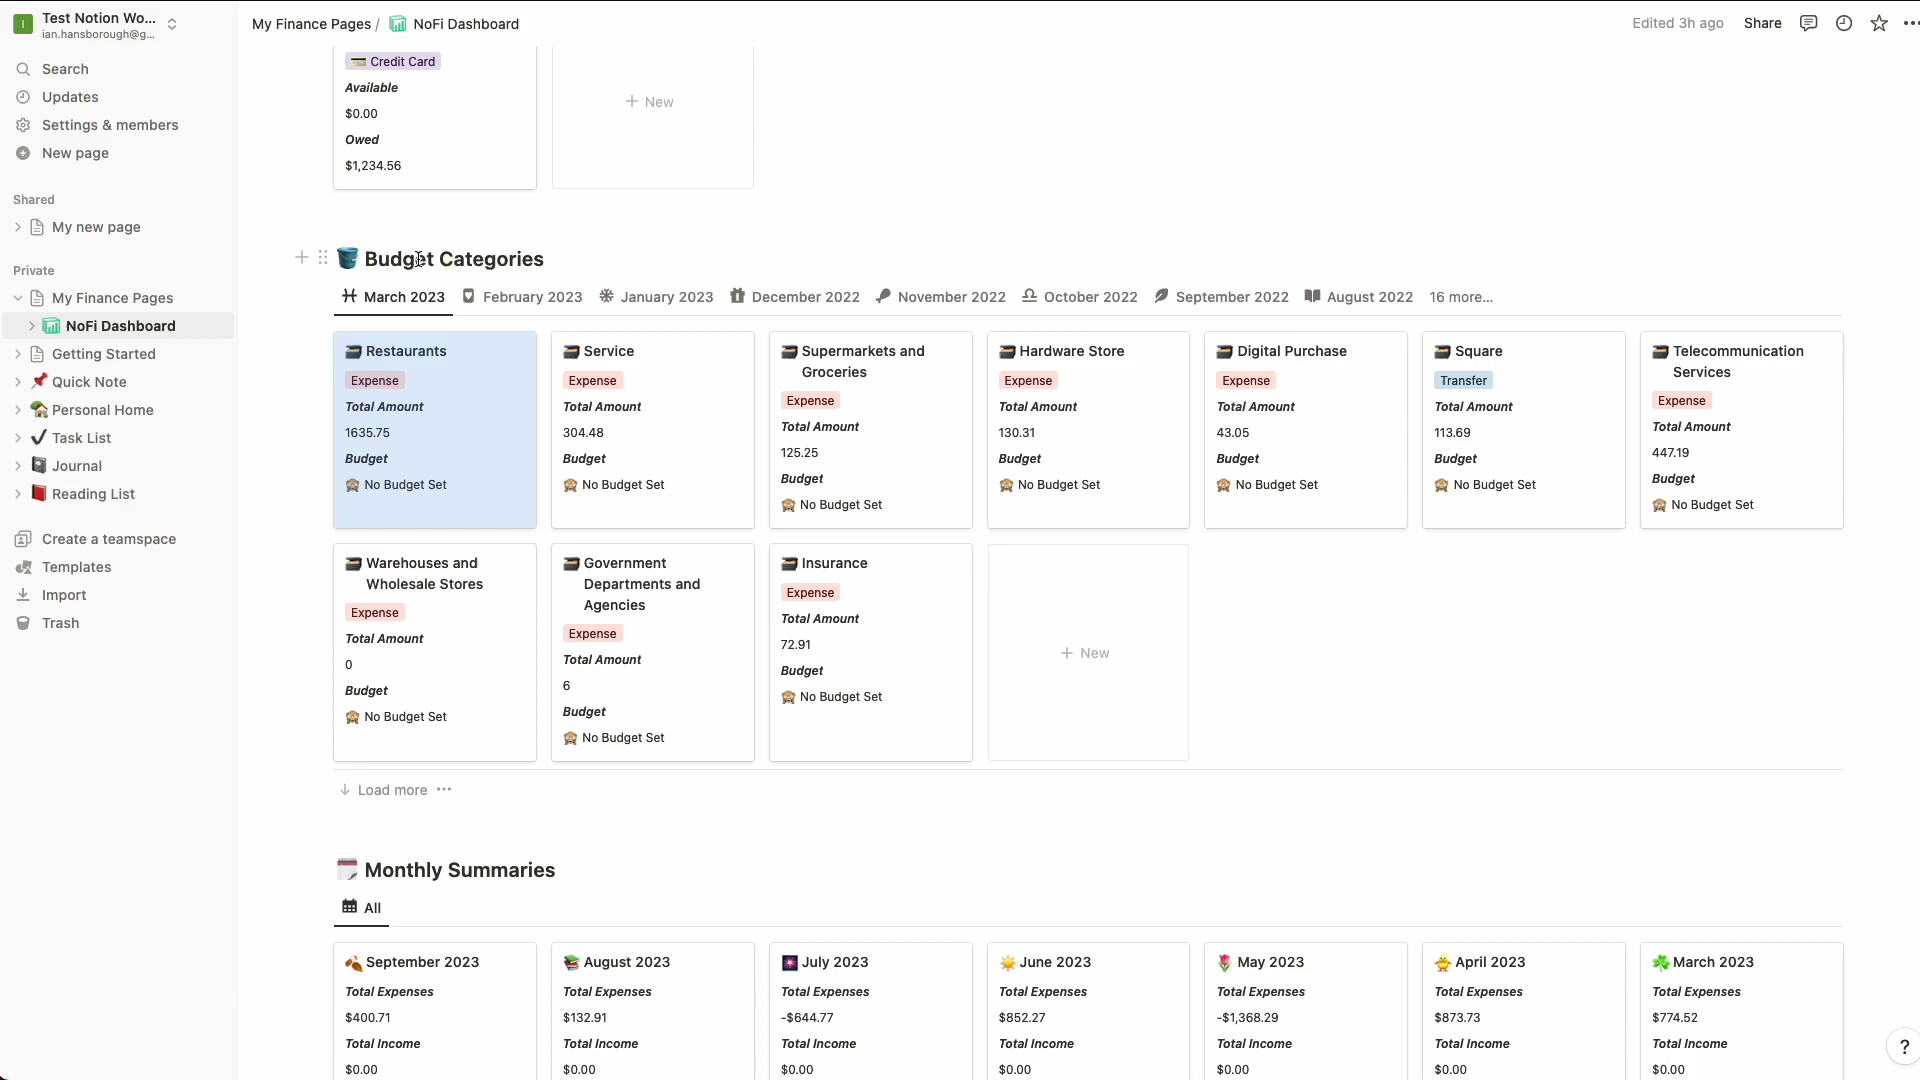 Test Notion Wo...
ian.hansborough@g...
Search
Updates
Settings & members
New page
Shared
My new page
Private
My Finance Pages
NoFi Dashboard
Getting Started
Quick Note
Personal Home
Task List
Journal
Reading List
Create a teamspace
Templates
Import
Trash
My Finance Pages / NoFi Dashboard
Edited 3h ago Share
Credit Card
Available
$0.00
Owed
$1,234.56
+ New
Budget Categories
March 2023 February 2023 January 2023 December 2022 November 2022 October 2022 September 2022 August 2022 16 more...
Restaurants
Expense
Total Amount
1635.75
Budget
No Budget Set
Service
Expense
Total Amount
304.48
Budget
No Budget Set
Supermarkets and
Groceries
Expense
Total Amount
125.25
Budget
No Budget Set
Hardware Store
Expense
Total Amount
130.31
Budget
No Budget Set
Digital Purchase
Expense
Total Amount
43.05
Budget
No Budget Set
Square
Transfer
Total Amount
113.69
Budget
No Budget Set
Telecommunication
Services
Expense
Total Amount
447.19
Budget
No Budget Set
Warehouses and
Wholesale Stores
Expense
Total Amount
0
Budget
No Budget Set
Government
Departments and
Agencies
Expense
Total Amount
6
Budget
No Budget Set
Insurance
Expense
Total Amount
72.91
Budget
No Budget Set
+ New
Load more
Monthly Summaries
All
September 2023
Total Expenses
$400.71
Total Income
$0.00
August 2023
Total Expenses
$132.91
Total Income
$0.00
July 2023
Total Expenses
-$644.77
Total Income
$0.00
June 2023
Total Expenses
$852.27
Total Income
$0.00
May 2023
Total Expenses
-$1,368.29
Total Income
$0.00
April 2023
Total Expenses
$873.73
Total Income
$0.00
March 2023
Total Expenses
$774.52
Total Income
$0.00
?